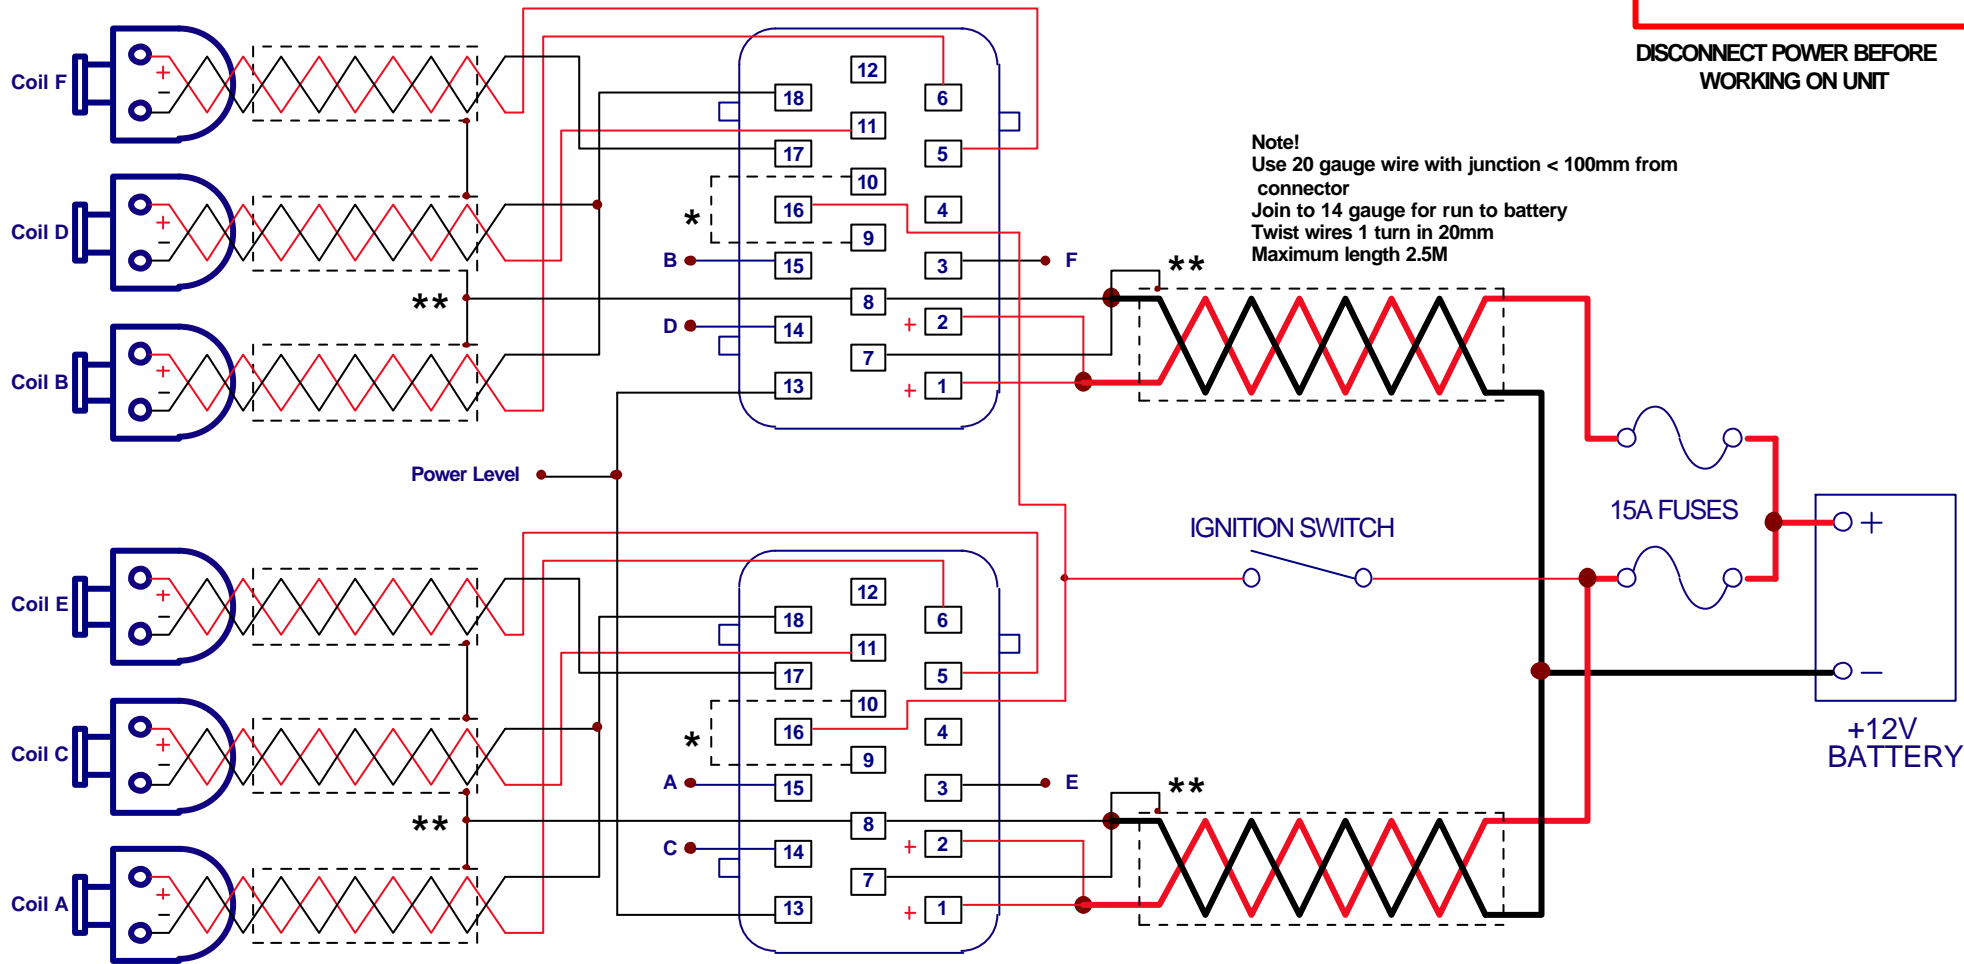 DISCONNECT POWER BEFORE
WORKING ON UNIT
Note!
Use 20 gauge wire with junction < 100mm from
connector
Join to 14 gauge for run to battery
Twist wires 1 turn in 20mm
Maximum length 2.5M
Coil F
+
−
Coil D
+
−
Coil B
+
−
**
12
18
6
11
17
5
10
16
4
*
9
B
15
3
F
8
**
D
14
+ 2
7
13
+ 1
Power Level
IGNITION SWITCH
15A FUSES
+
−
+12V
BATTERY
Coil E
+
−
Coil C
+
−
Coil A
+
−
**
12
18
6
11
17
5
10
16
4
*
9
A
15
3
E
8
**
C
14
+ 2
7
13
+ 1